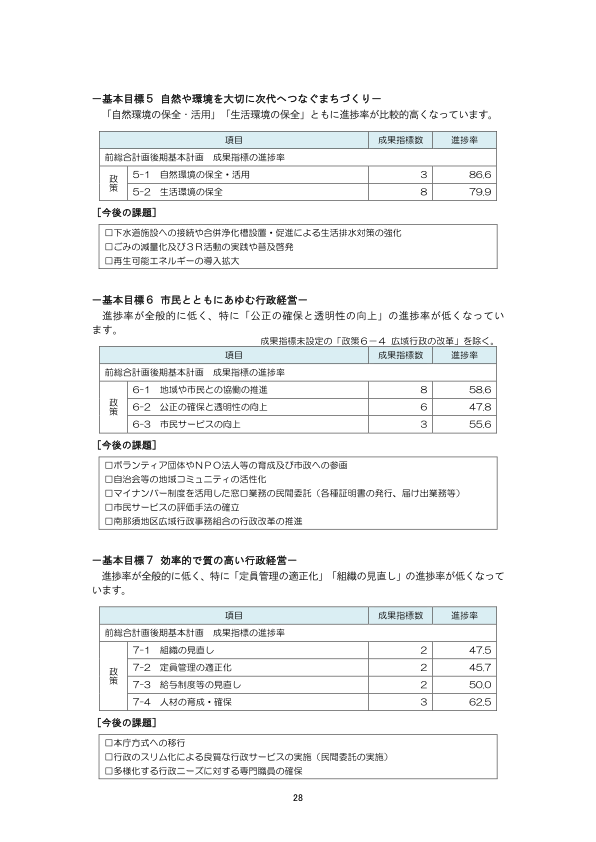 －基本目標５ 自然や環境を大切に次代へつなぐまちづくり－
「自然環境の保全・活用」「生活環境の保全」ともに進捗率が比較的高くなっています。
項目 成果指標数 進捗率
前総合計画後期基本計画 成果指標の進捗率
政策
5-1 自然環境の保全・活用 3 86.6
5-2 生活環境の保全 8 79.9
［今後の課題］
□下水道施設への接続や合併浄化槽設置・促進による生活排水対策の強化
□ごみの減量化及び３Ｒ活動の実践や普及啓発
□再生可能エネルギーの導入拡大
－基本目標６ 市民とともにあゆむ行政経営－
進捗率が全般的に低く、特に「公正の確保と透明性の向上」の進捗率が低くなってい
ます。
成果指標未設定の「政策６－４ 広域行政の改革」を除く。
項目 成果指標数 進捗率
前総合計画後期基本計画 成果指標の進捗率
政策
6-1 地域や市民との協働の推進 8 58.6
6-2 公正の確保と透明性の向上 6 47.8
6-3 市民サービスの向上 3 55.6
［今後の課題］
□ボランティア団体やＮＰＯ法人等の育成及び市政への参画
□自治会等の地域コミュニティの活性化
□マイナンバー制度を活用した窓口業務の民間委託（各種証明書の発行、届け出業務等）
□市民サービスの評価手法の確立
□南那須地区広域行政事務組合の行政改革の推進
－基本目標７ 効率的で質の高い行政経営－
進捗率が全般的に低く、特に「定員管理の適正化」「組織の見直し」の進捗率が低くなって
います。
項目 成果指標数 進捗率
前総合計画後期基本計画 成果指標の進捗率
政策
7-1 組織の見直し 2 47.5
7-2 定員管理の適正化 2 45.7
7-3 給与制度等の見直し 2 50.0
7-4 人材の育成・確保 3 62.5
［今後の課題］
□本庁方式への移行
□行政のスリム化による良質な行政サービスの実施（民間委託の実施）
□多様化する行政ニーズに対する専門職員の確保
28